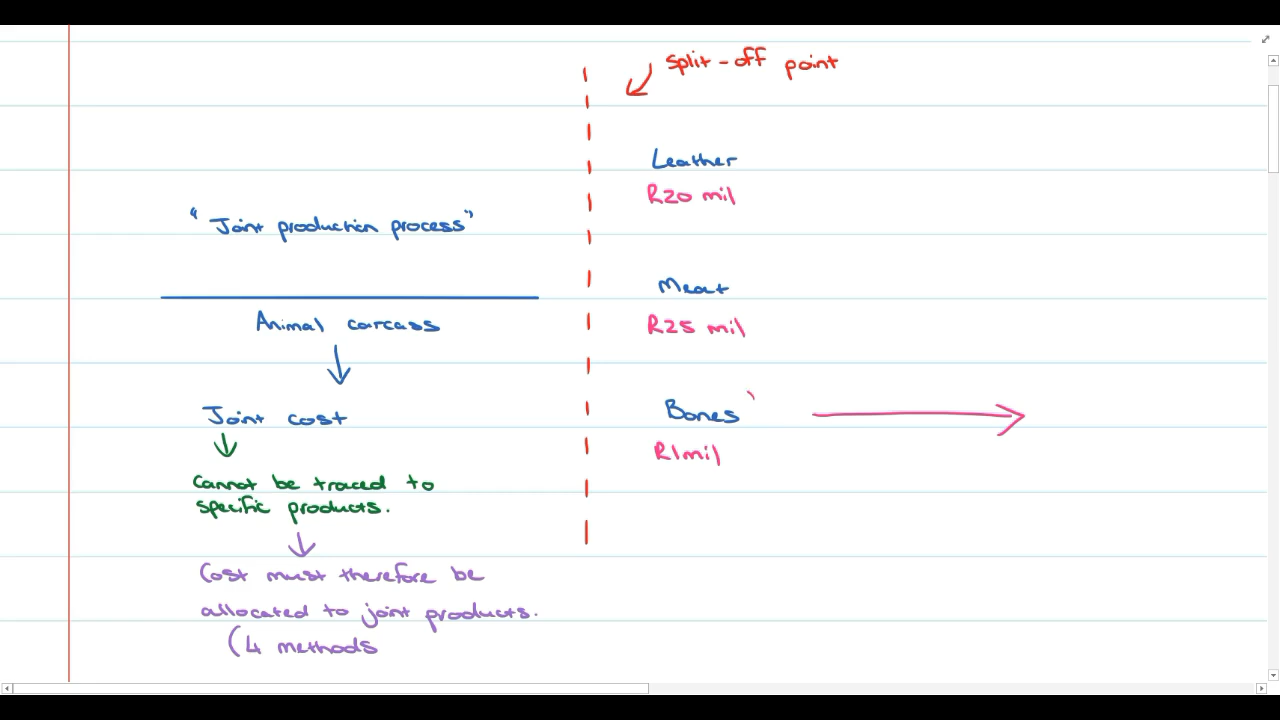 split-off point
Leather
R20 mil
"Joint production process"
Meat
R25 mil
Animal carcass
Joint cost
Bones
R1mil
Cannot be traced to
specific products.
Cost must therefore be
allocated to joint products.
(4 methods